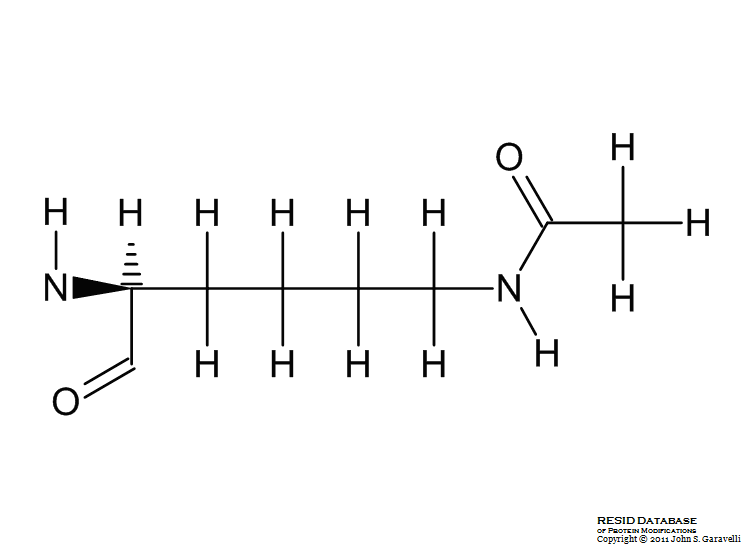 O H
H H H H H H H
N N H
H H H H H
O
RESID DATABASE
OF PROTEIN MODIFICATIONS
Copyright © 2011 John S. Garavelli